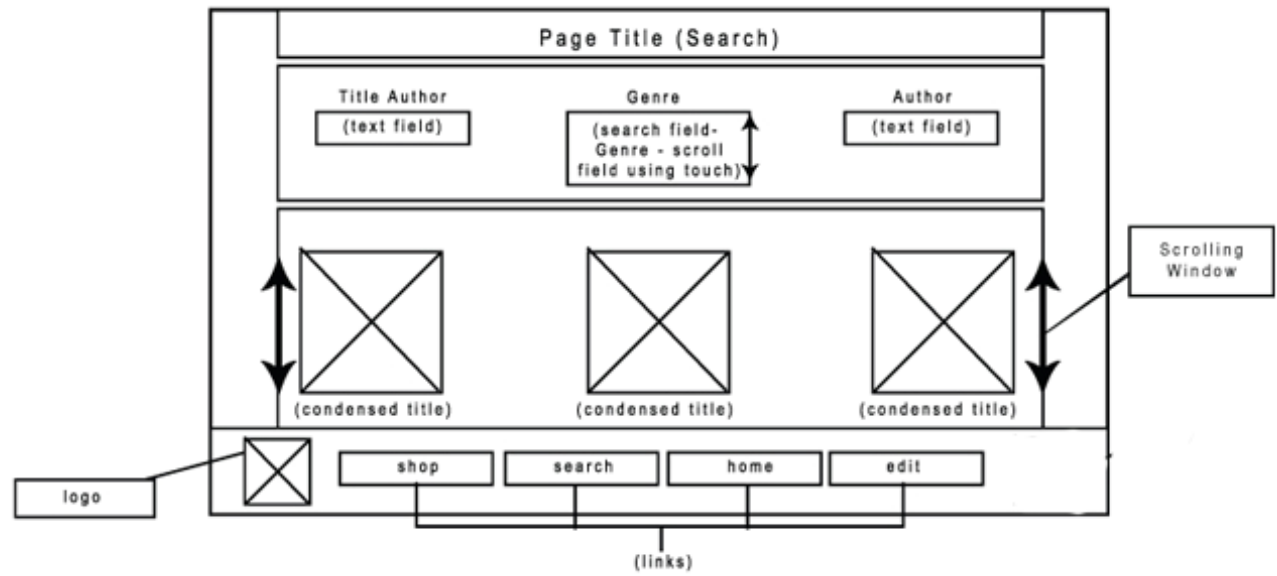 Page Title (Search)
Title Author
Genre
Author
(text field)
(search field-
Genre - scroll
field using touch)
(text field)
Scrolling
Window
(condensed title)
(condensed title)
(condensed title)
logo
shop
search
home
edit
(links)